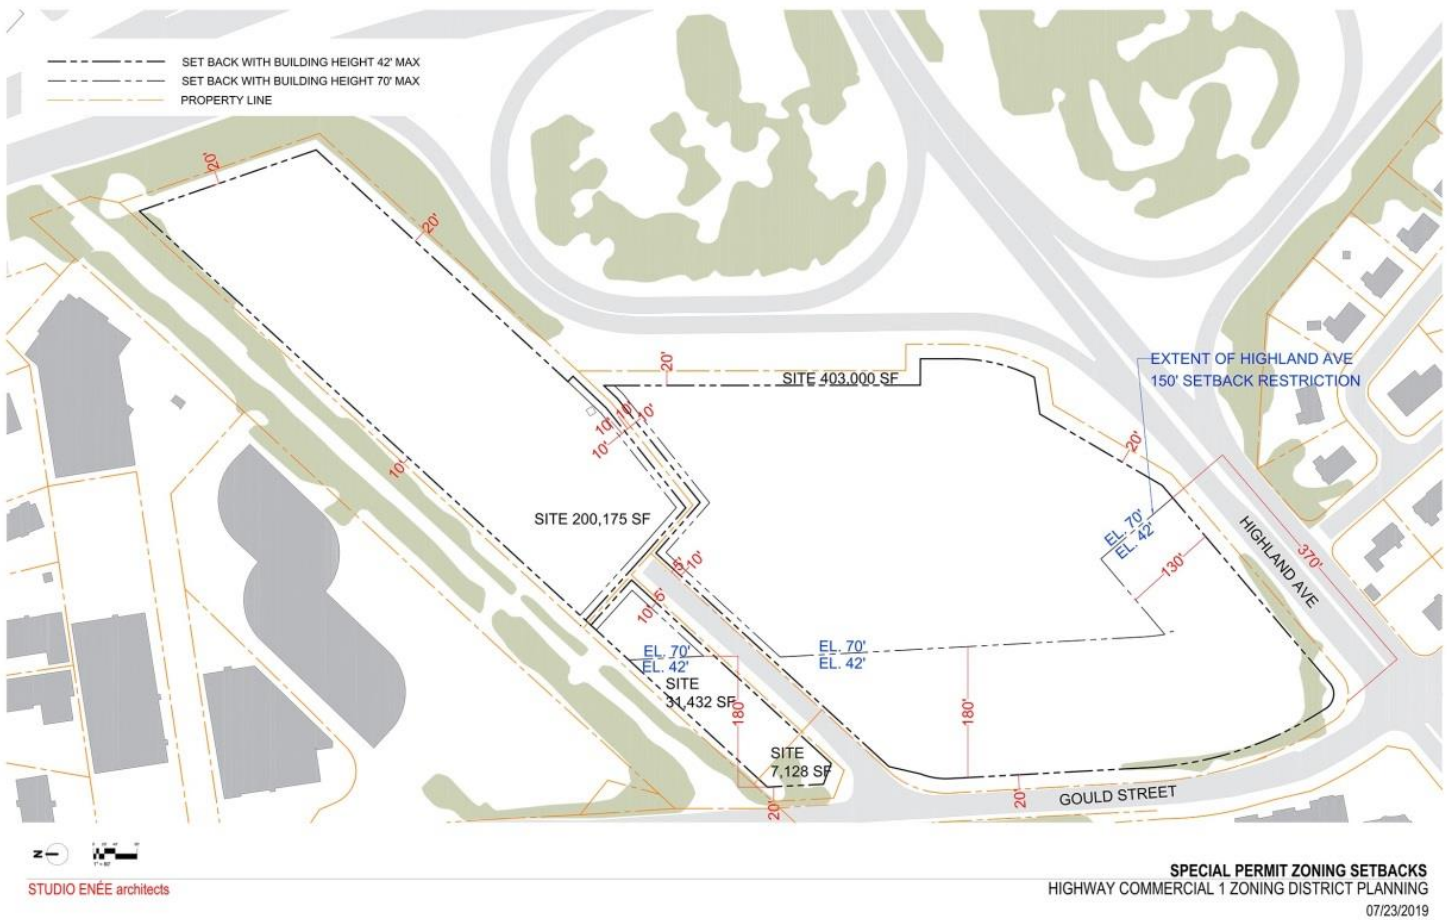 SET BACK WITH BUILDING HEIGHT 42' MAX
SET BACK WITH BUILDING HEIGHT 70' MAX
PROPERTY LINE
20'
20'
20'
SITE 403.000 SF
EXTENT OF HIGHLAND AVE
150' SETBACK RESTRICTION
10'
10'
10'
10'
20'
10'
SITE 200,175 SF
EL. 70'
EL. 42'
HIGHLAND AVE
370'
130'
5'
10'
10'
5'
EL. 70'
EL. 42'
EL. 70'
EL. 42'
SITE
31,432 SF
180'
180'
SITE
7,128 SF
20'
20'
GOULD STREET
N
1" = 80'
STUDIO ENÉE architects
SPECIAL PERMIT ZONING SETBACKS
HIGHWAY COMMERCIAL 1 ZONING DISTRICT PLANNING
07/23/2019